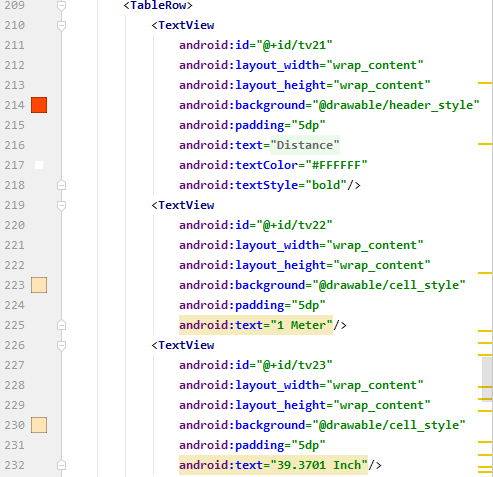 209 <TableRow>
210 <TextView
211 android:id="@+id/tv21"
212 android:layout_width="wrap_content"
213 android:layout_height="wrap_content"
214 android:background="@drawable/header_style"
215 android:padding="5dp"
216 android:text="Distance"
217 android:textColor="#FFFFFF"
218 android:textStyle="bold"/>
219 <TextView
220 android:id="@+id/tv22"
221 android:layout_width="wrap_content"
222 android:layout_height="wrap_content"
223 android:background="@drawable/cell_style"
224 android:padding="5dp"
225 android:text="1 Meter"/>
226 <TextView
227 android:id="@+id/tv23"
228 android:layout_width="wrap_content"
229 android:layout_height="wrap_content"
230 android:background="@drawable/cell_style"
231 android:padding="5dp"
232 android:text="39.3701 Inch"/>